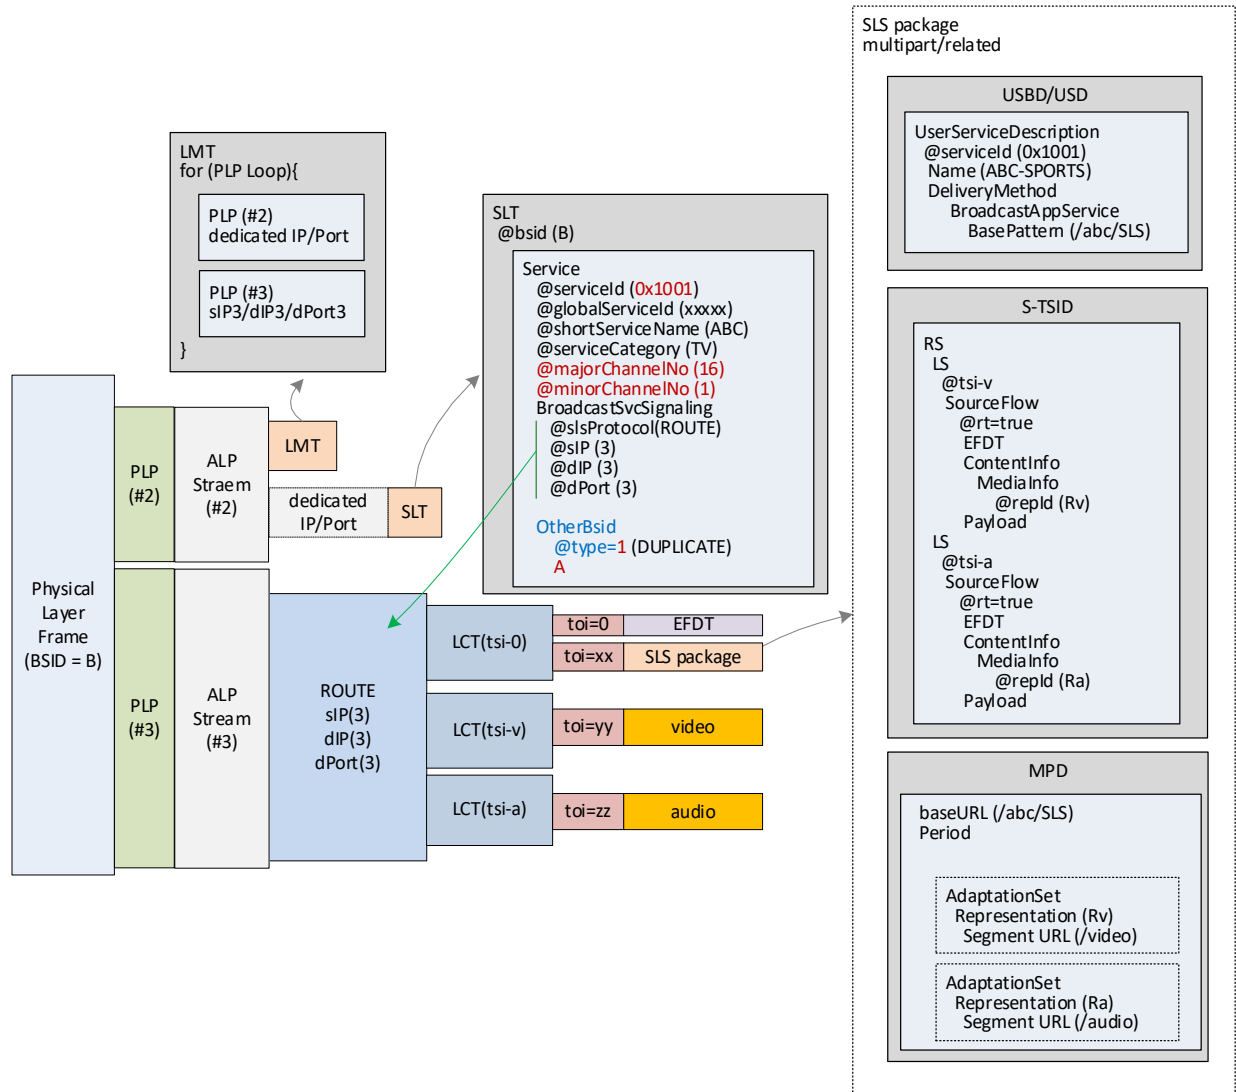 LMT
for (PLP Loop){
PLP (#2)
dedicated IP/Port
PLP (#3)
sIP3/dIP3/dPort3
}
Physical
Layer
Frame
(BSID = B)
PLP
(#2)
ALP
Straem
(#2)
LMT
dedicated
IP/Port
SLT
PLP
(#3)
ALP
Stream
(#3)
ROUTE
sIP(3)
dIP(3)
dPort(3)
SLT
@bsid (B)
Service
@serviceId (0x1001)
@globalServiceId (xxxxx)
@shortServiceName (ABC)
@serviceCategory (TV)
@majorChannelNo (16)
@minorChannelNo (1)
BroadcastSvcSignaling
@slsProtocol(ROUTE)
@sIP (3)
@dIP (3)
@dPort (3)
OtherBsid
@type=1 (DUPLICATE)
A
LCT(tsi-0)
toi=0
EFDT
toi=xx
SLS package
LCT(tsi-v)
toi=yy
video
LCT(tsi-a)
toi=zz
audio
SLS package
multipart/related
USBD/USD
UserServiceDescription
@serviceId (0x1001)
Name (ABC-SPORTS)
DeliveryMethod
BroadcastAppService
BasePattern (/abc/SLS)
S-TSID
RS
LS
@tsi-v
SourceFlow
@rt=true
EFDT
ContentInfo
MediaInfo
@repId (Rv)
Payload
LS
@tsi-a
SourceFlow
@rt=true
EFDT
ContentInfo
MediaInfo
@repId (Ra)
Payload
MPD
baseURL (/abc/SLS)
Period
AdaptationSet
Representation (Rv)
Segment URL (/video)
AdaptationSet
Representation (Ra)
Segment URL (/audio)